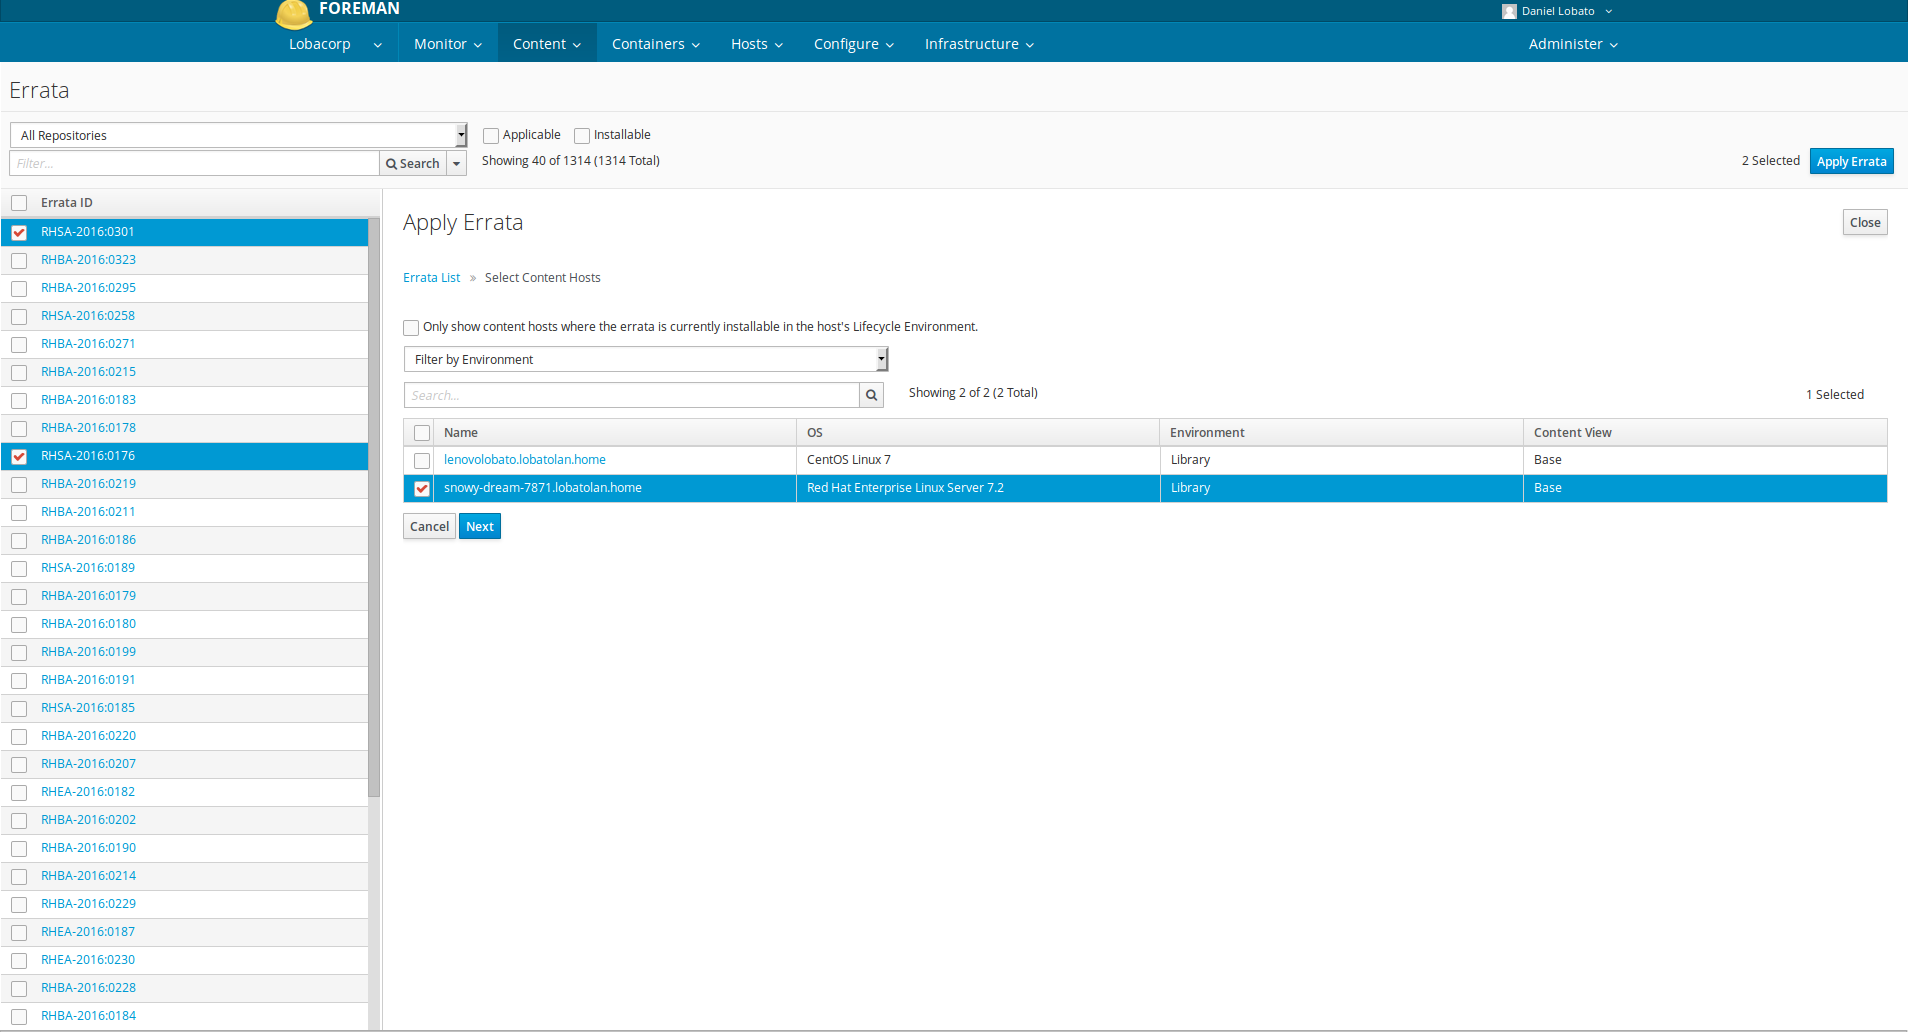 FOREMAN
Daniel Lobato
Lobacorp Monitor Content Containers Hosts Configure Infrastructure Administer
Errata
All Repositories Applicable Installable
Filter... Search Showing 40 of 1314 (1314 Total) 2 Selected Apply Errata
Errata ID
RHSA-2016:0301
RHBA-2016:0323
RHBA-2016:0295
RHSA-2016:0258
RHBA-2016:0271
RHBA-2016:0215
RHBA-2016:0183
RHBA-2016:0178
RHSA-2016:0176
RHBA-2016:0219
RHBA-2016:0211
RHBA-2016:0186
RHSA-2016:0189
RHBA-2016:0179
RHBA-2016:0180
RHBA-2016:0199
RHBA-2016:0191
RHSA-2016:0185
RHBA-2016:0220
RHBA-2016:0207
RHEA-2016:0182
RHBA-2016:0202
RHBA-2016:0190
RHBA-2016:0214
RHBA-2016:0229
RHEA-2016:0187
RHEA-2016:0230
RHBA-2016:0228
RHBA-2016:0184
Apply Errata Close
Errata List » Select Content Hosts
Only show content hosts where the errata is currently installable in the host's Lifecycle Environment.
Filter by Environment
Search... Showing 2 of 2 (2 Total) 1 Selected
Name OS Environment Content View
lenovolobato.lobatolan.home CentOS Linux 7 Library Base
snowy-dream-7871.lobatolan.home Red Hat Enterprise Linux Server 7.2 Library Base
Cancel Next